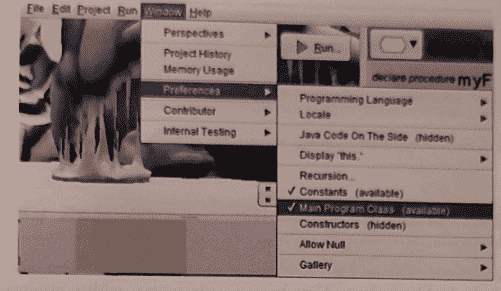 File Edit Project Run Window Help
Perspectives
Project History
Memory Usage
Preferences
Contributor
Internal Testing
Run...
declare procedure myF
Programming Language
Locale
Java Code On The Side (hidden)
Display "this."
Recursion...
✓ Constants (available)
✓ Main Program Class (available)
Constructors (hidden)
Allow Null
Gallery